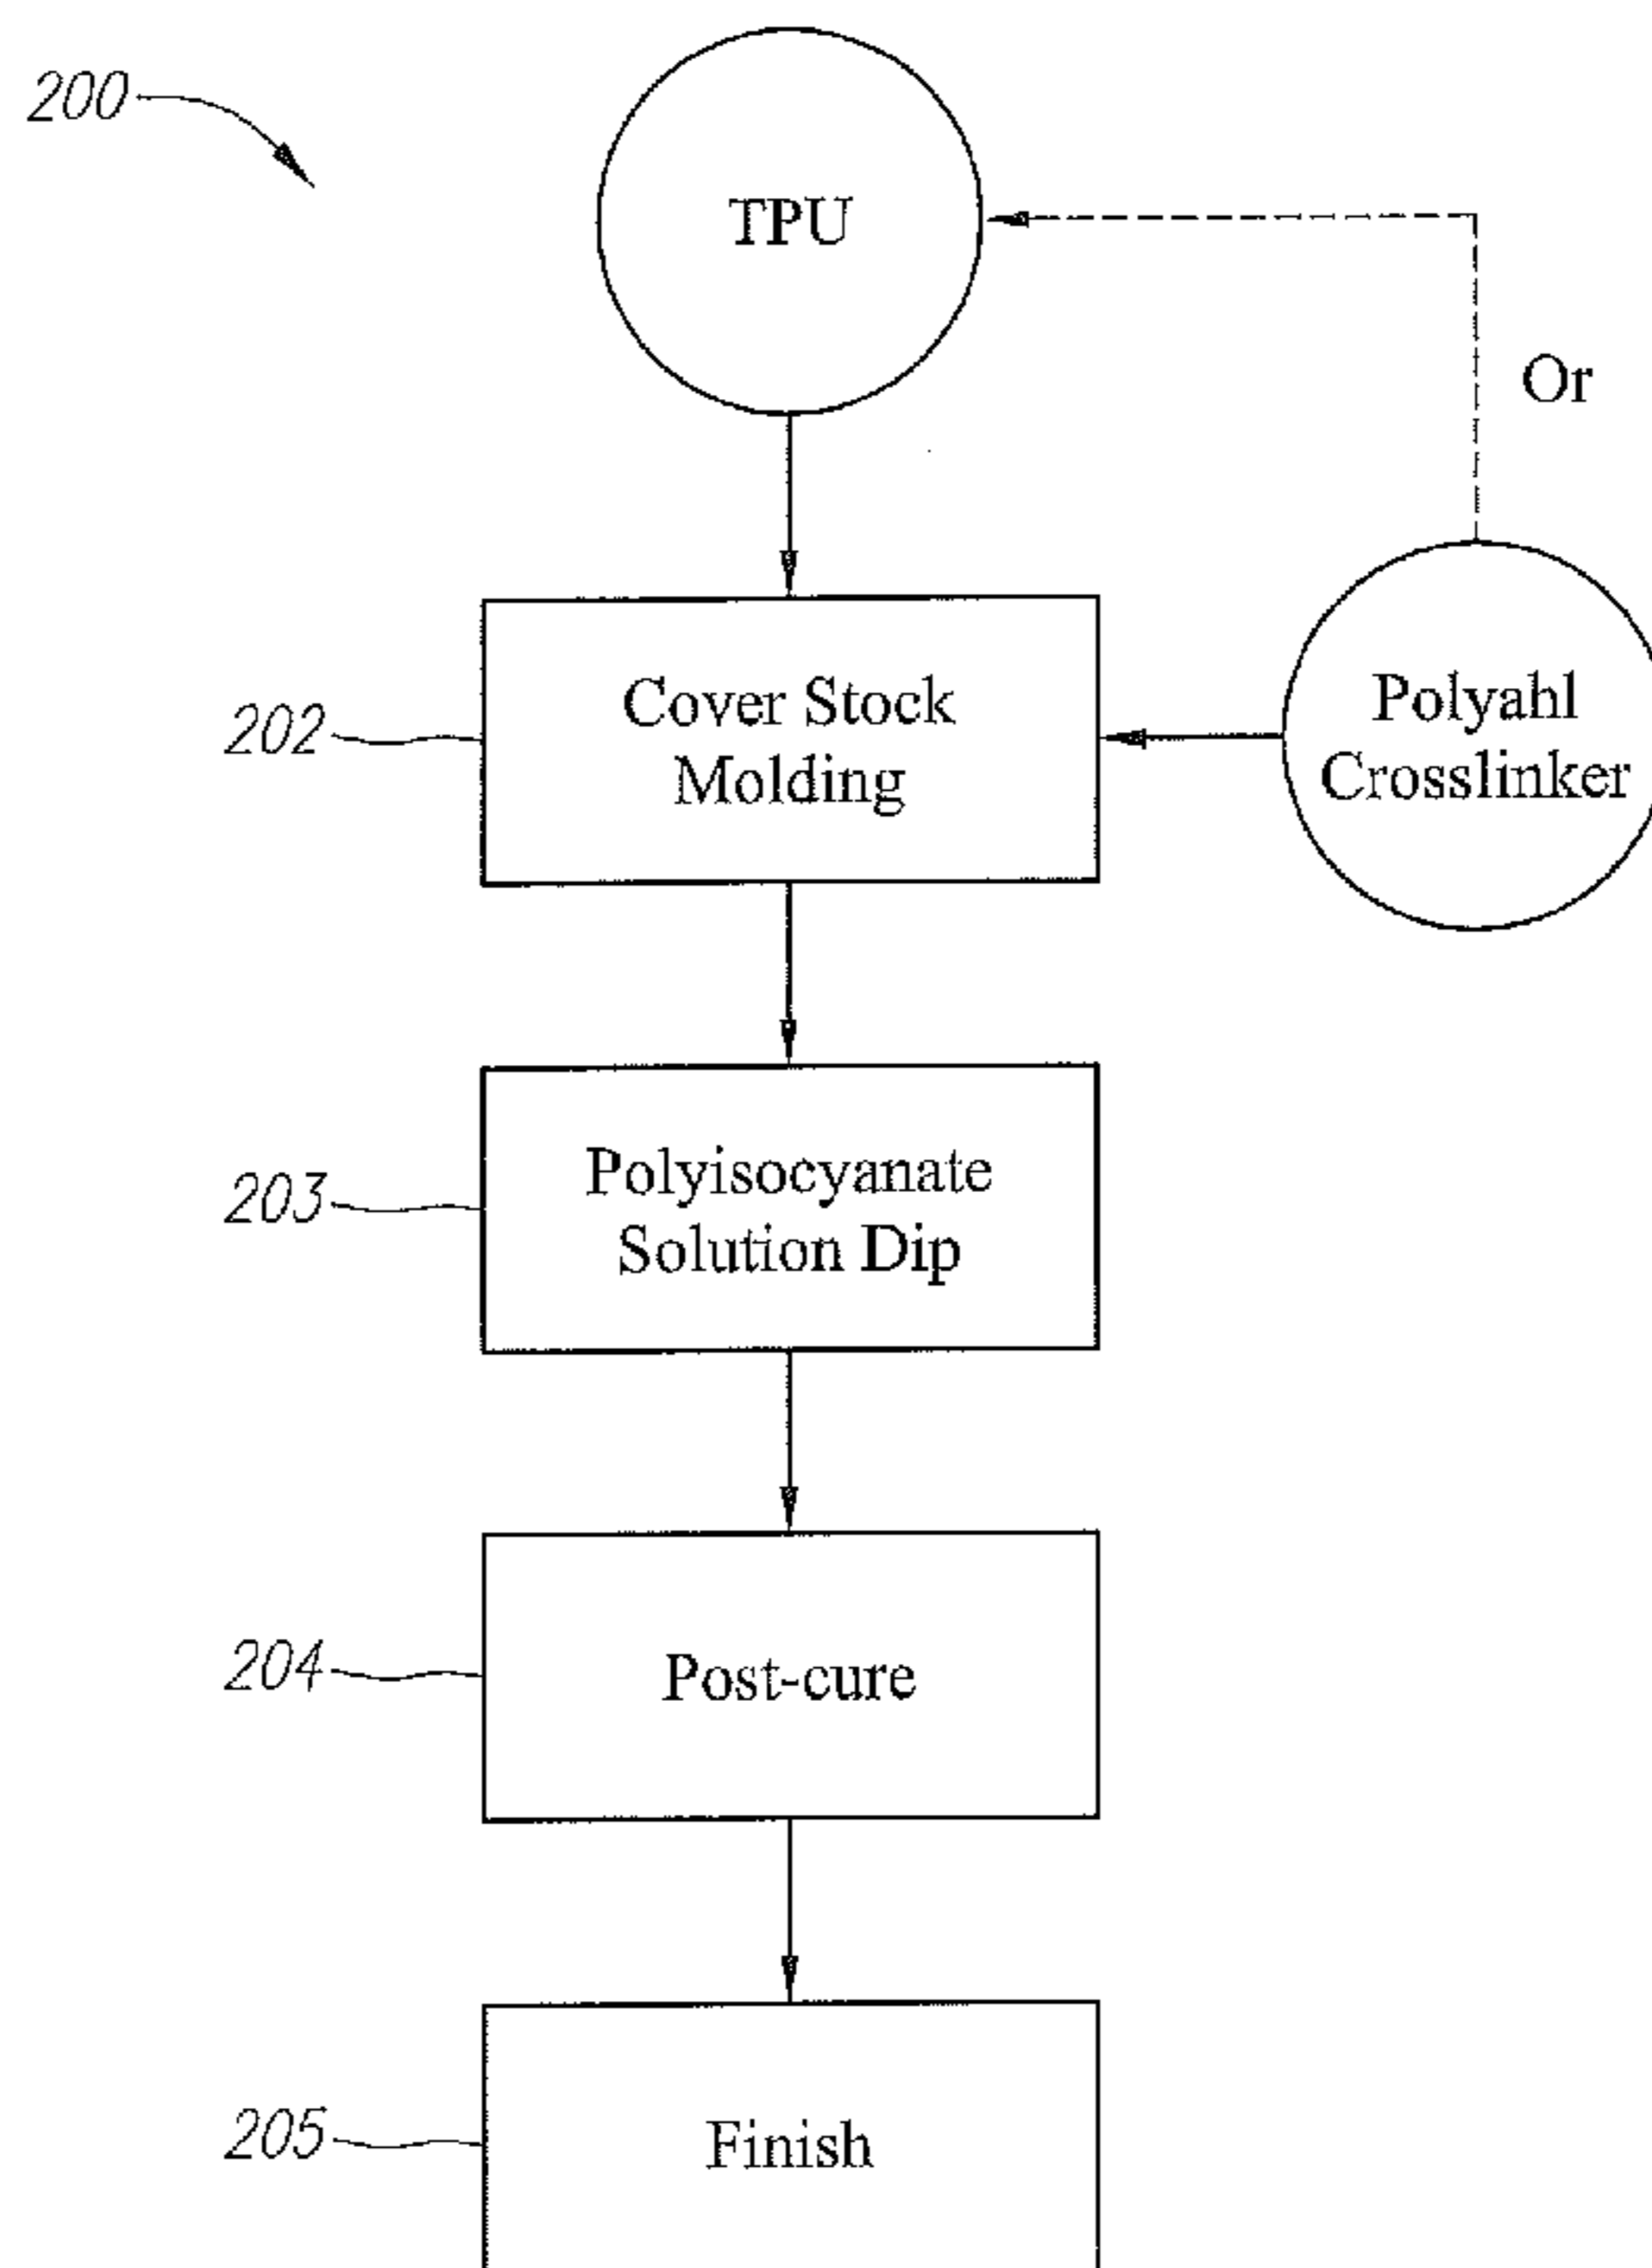 200
TPU
Or
202
Cover Stock
Molding
Polyahl
Crosslinker
203
Polyisocyanate
Solution Dip
204
Post-cure
205
Finish